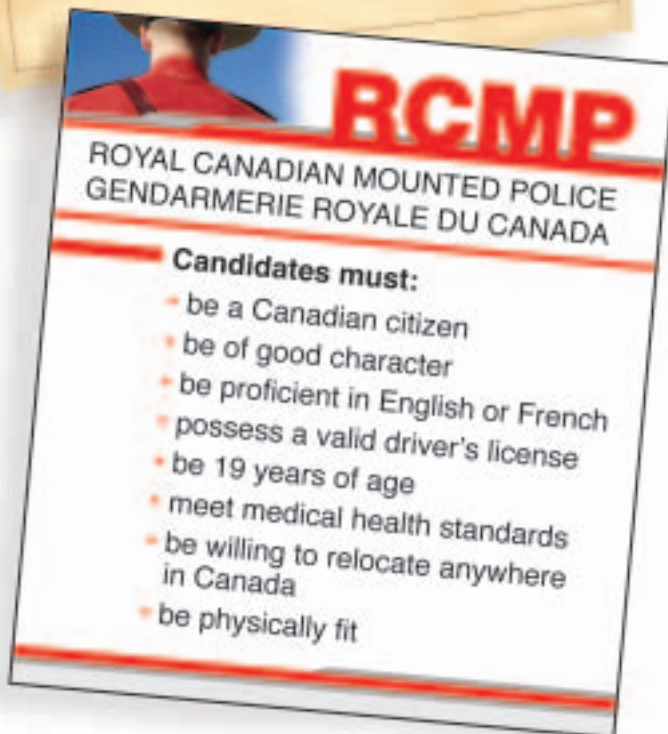 RCMP
ROYAL CANADIAN MOUNTED POLICE
GENDARMERIE ROYALE DU CANADA
Candidates must:
be a Canadian citizen
be of good character
be proficient in English or French
possess a valid driver's license
be 19 years of age
meet medical health standards
be willing to relocate anywhere
in Canada
be physically fit